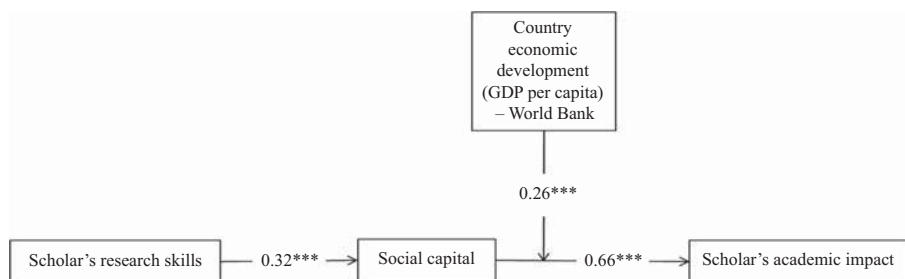 Country
economic
development
(GDP per capita)
– World Bank
0.26***
Scholar’s research skills
0.32***
Social capital
0.66***
Scholar’s academic impact